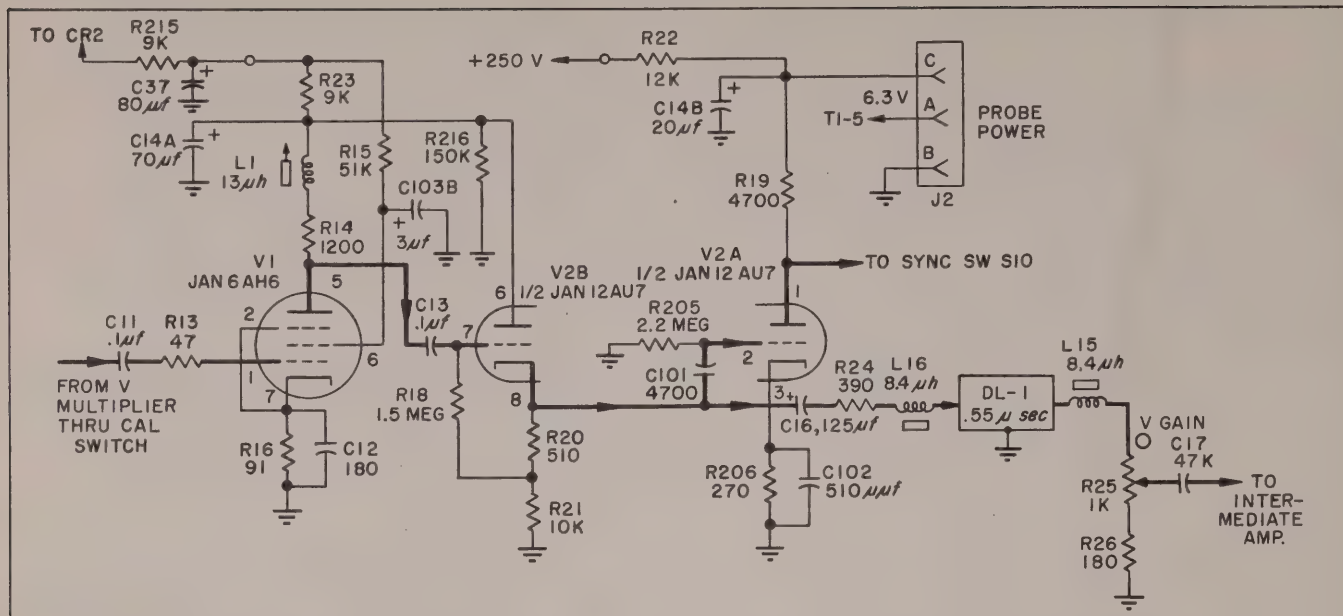 TO CR2
R215
9K
C37
80μf
+
R23
9K
C14A
70μf
+
L1
13μh
R15
51K
R216
150K
C103B
+
3μf
R14
1200
V1
JAN 6AH6
5
2
6
1
7
C11
.1μf
R13
47
FROM V
MULTIPLIER
THRU CAL
SWITCH
R16
91
C12
180
C13
.1μf
R18
1.5 MEG
V2B
1/2 JAN 12 AU7
6
7
8
R20
510
R21
10K
+250 V
R22
12K
C14B
20μf
+
R19
4700
C
6.3 V
A
T1-5
B
J2
PROBE
POWER
V2A
1/2 JAN 12 AU7
TO SYNC SW S10
1
R205
2.2 MEG
2
C101
4700
3
+
C16, 125μf
R24
390
L16
8.4μh
R206
270
C102
510μμf
DL-1
.55μ sec
L15
8.4μh
V GAIN
C17
47K
R25
1K
R26
180
TO
INTER-
MEDIATE
AMP.